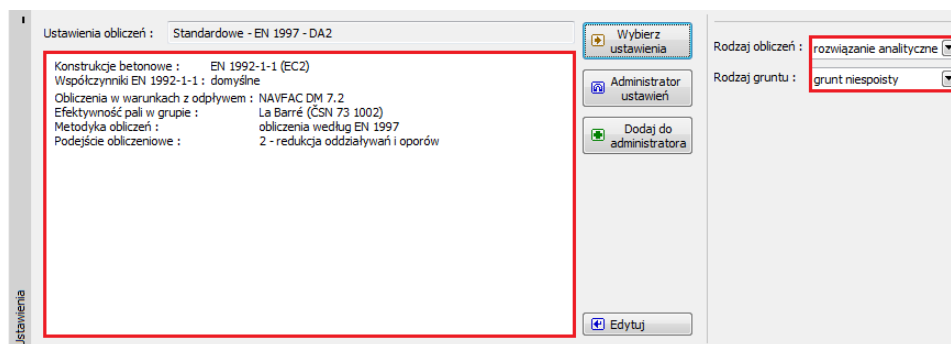 Ustawienia obliczeń : Standardowe - EN 1997 - DA2
Konstrukcje betonowe : EN 1992-1-1 (EC2)
Współczynniki EN 1992-1-1 : domyślne
Obliczenia w warunkach z odpływem : NAVFAC DM 7.2
Efektywność pali w grupie : La Barré (ČSN 73 1002)
Metodyka obliczeń : obliczenia według EN 1997
Podejście obliczeniowe : 2 - redukcja oddziaływań i oporów
Wybierz
ustawienia
Administrator
ustawień
Dodaj do
administratora
Edytuj
Rodzaj obliczeń : rozwiązanie analityczne
Rodzaj gruntu : grunt niespoisty
Ustawienia